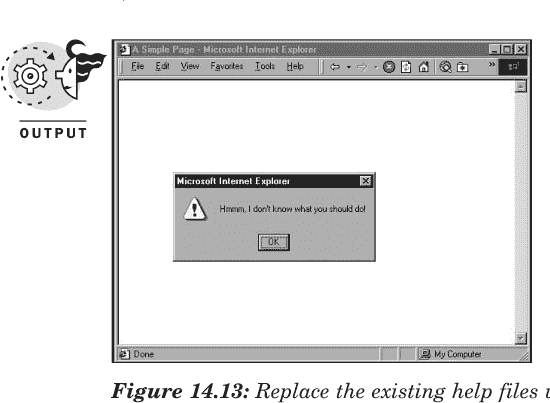 A Simple Page - Microsoft Internet Explorer
File Edit View Favorites Tools Help »
OUTPUT
Microsoft Internet Explorer
Hmmm, I don't know what you should do!
OK
Done
My Computer
Figure 14.13: Replace the existing help files